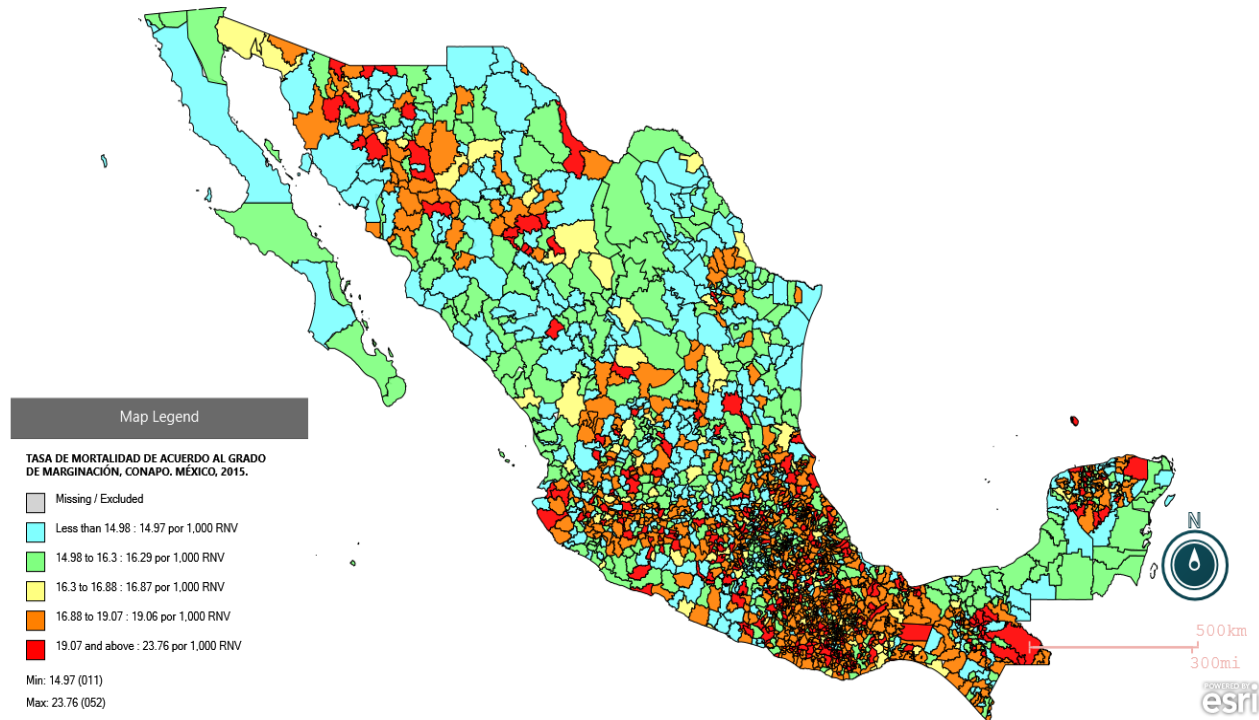 Map Legend
TASA DE MORTALIDAD DE ACUERDO AL GRADO
DE MARGINACIÓN, CONAPO. MÉXICO, 2015.
Missing / Excluded
Less than 14.98 : 14.97 por 1,000 RNV
14.98 to 16.3 : 16.29 por 1,000 RNV
16.3 to 16.88 : 16.87 por 1,000 RNV
16.88 to 19.07 : 19.06 por 1,000 RNV
19.07 and above : 23.76 por 1,000 RNV
Min: 14.97 (011)
Max: 23.76 (052)
N
500km
300mi
POWERED BY
esri